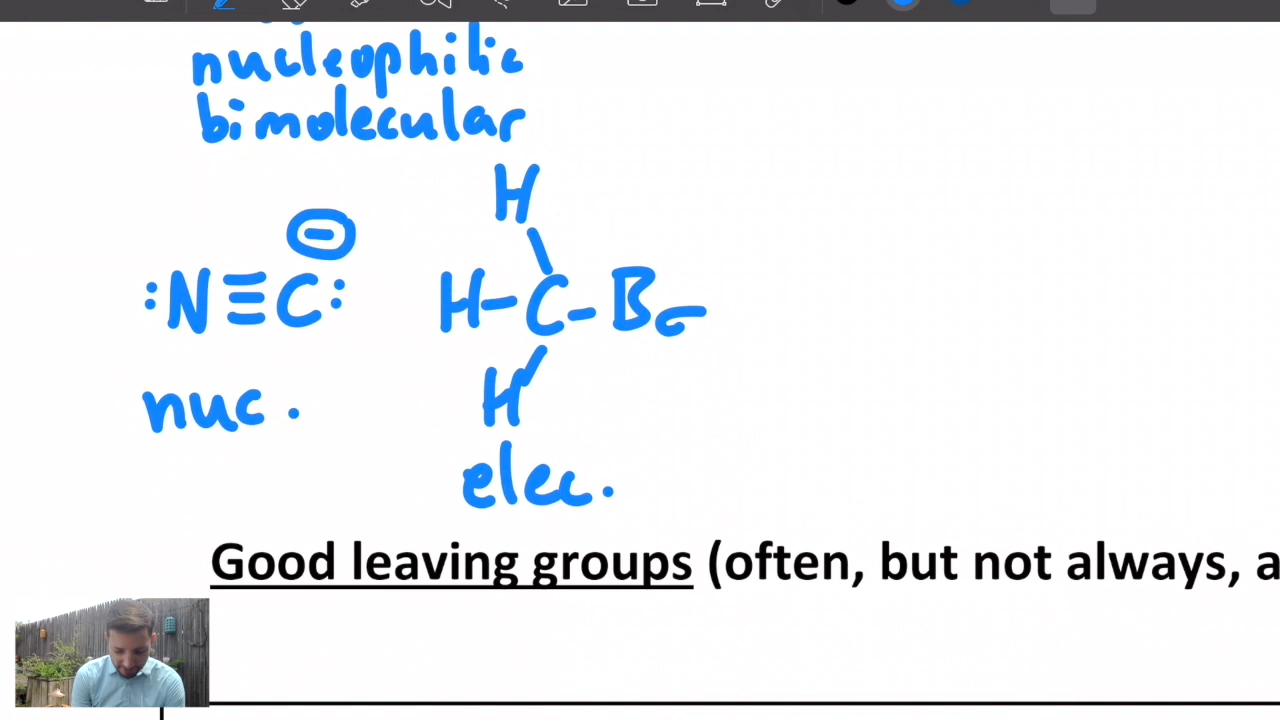 nucleophilic
bimolecular
H
⊖
:N≡C: H-C-Br
H
nuc.
elec.
Good leaving groups (often, but not always, a